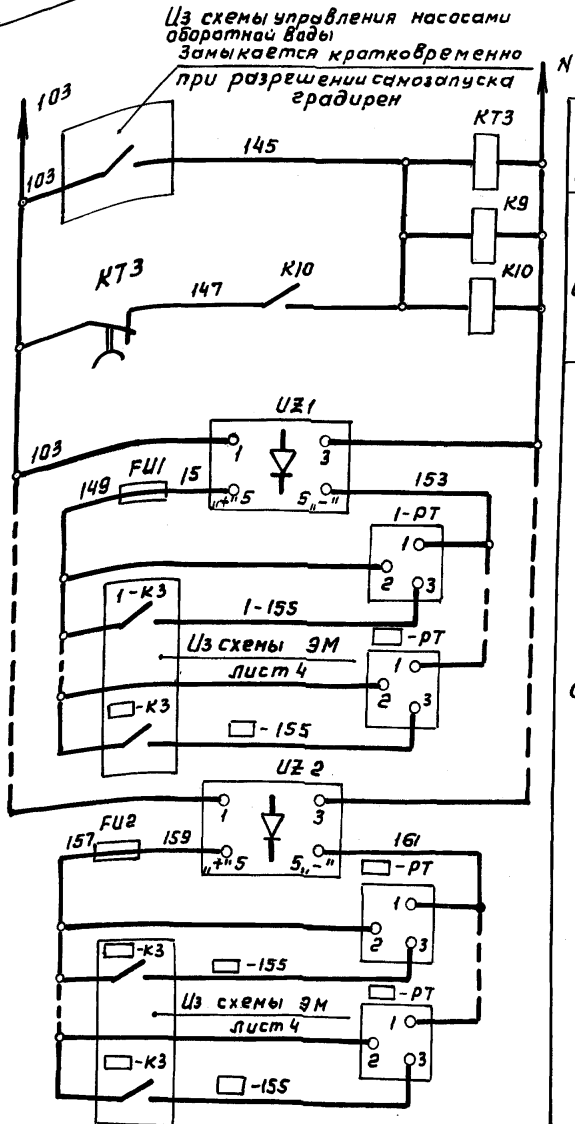 Из схемы управления насосами
оборотной воды
Замыкается кратковременно
при разрешении самозапуска
градирен
103
N
КТ3
103
145
К9
КТ3
147
К10
К10
UZ1
103
1
3
149
FU1
15
"+" 5
5 "-"
153
1-РТ
1
2
3
1-К3
1-155
Из схемы ЭМ
лист 4
-РТ
1
2
3
-К3
-155
UZ2
1
3
157
FU2
159
"+" 5
5 "-"
161
-РТ
1
2
3
-К3
-155
Из схемы ЭМ
лист 4
-РТ
1
2
3
-К3
-155